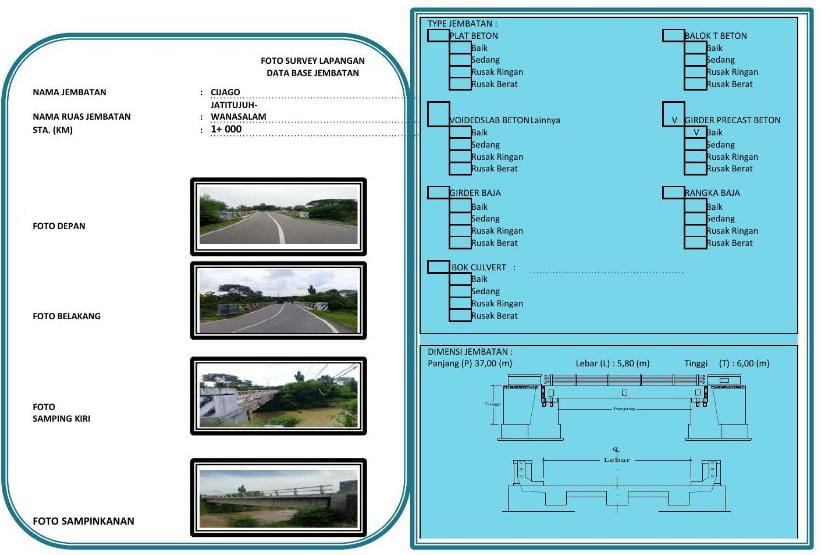 FOTO SURVEY LAPANGAN
DATA BASE JEMBATAN
NAMA JEMBATAN : CIJAGO
JATITUJUH-
NAMA RUAS JEMBATAN : WANASALAM
STA. (KM) : 1+ 000
FOTO DEPAN
FOTO BELAKANG
FOTO
SAMPING KIRI
FOTO SAMPINKANAN
TYPE JEMBATAN :
PLAT BETON
Baik
Sedang
Rusak Ringan
Rusak Berat
BALOK T BETON
Baik
Sedang
Rusak Ringan
Rusak Berat
VOIDEDSLAB BETONLainnya
Baik
Sedang
Rusak Ringan
Rusak Berat
V GIRDER PRECAST BETON
V Baik
Sedang
Rusak Ringan
Rusak Berat
GIRDER BAJA
Baik
Sedang
Rusak Ringan
Rusak Berat
RANGKA BAJA
Baik
Sedang
Rusak Ringan
Rusak Berat
BOK CULVERT :
Baik
Sedang
Rusak Ringan
Rusak Berat
DIMENSI JEMBATAN :
Panjang (P) 37,00 (m) Lebar (L) : 5,80 (m) Tinggi (T) : 6,00 (m)
Tinggi
Panjang
Lebar